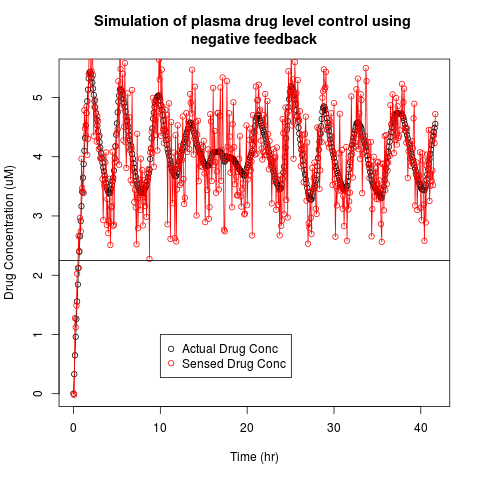 Simulation of plasma drug level control using
negative feedback
Drug Concentration (uM)
5
4
3
2
1
0
Actual Drug Conc
Sensed Drug Conc
0 10 20 30 40
Time (hr)